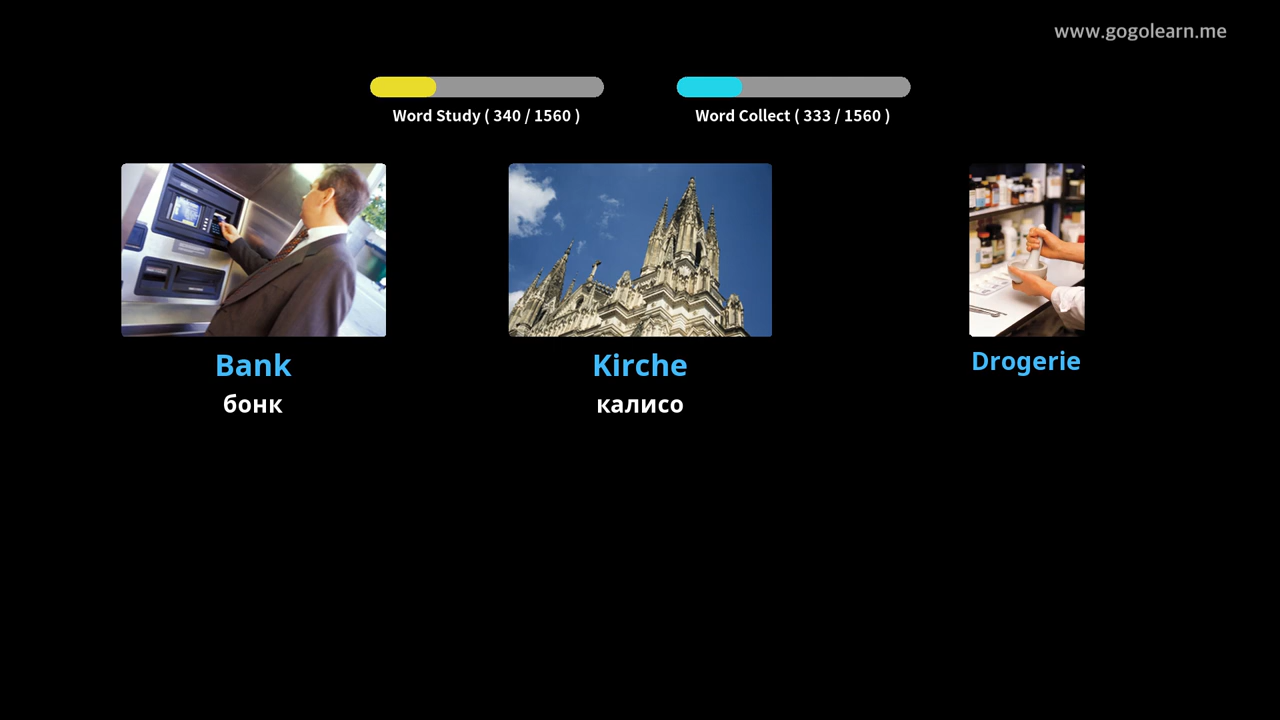 www.gogolearn.me
Word Study ( 340 / 1560 )
Word Collect ( 333 / 1560 )
Bank
Kirche
Drogerie
бонк
калисо